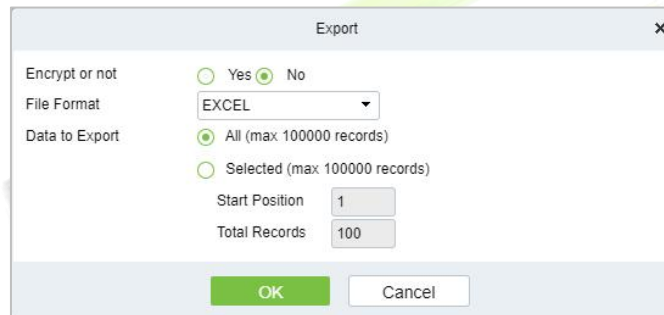 Export
Encrypt or not Yes No
File Format EXCEL
Data to Export All (max 100000 records)
Selected (max 100000 records)
Start Position 1
Total Records 100
OK Cancel